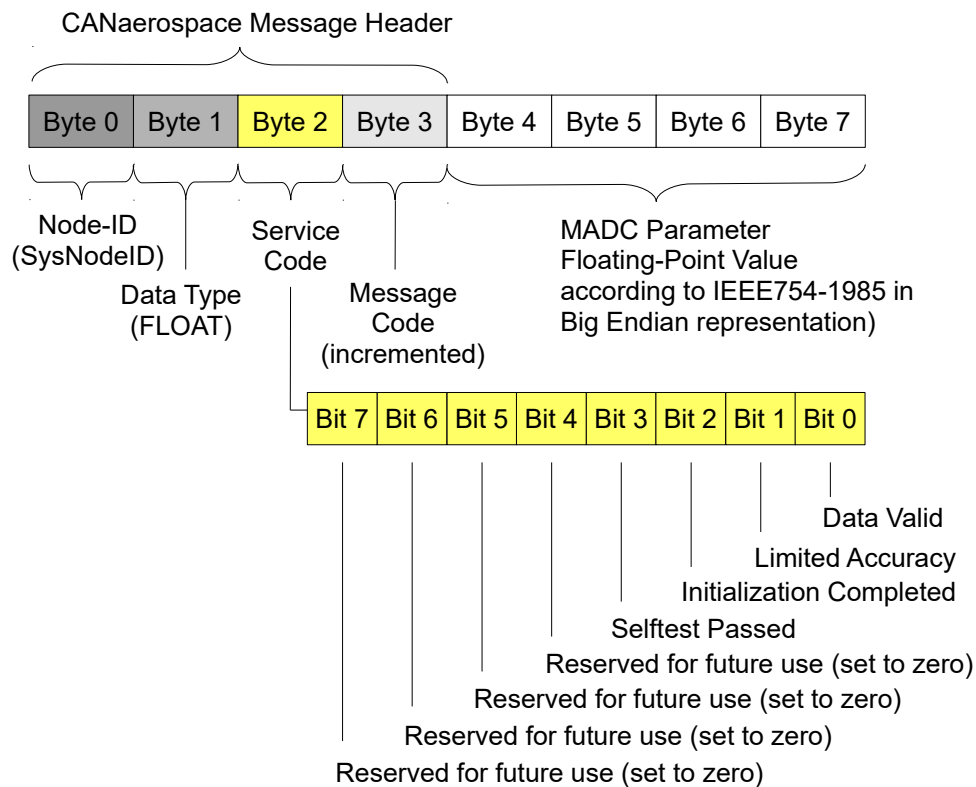 CANaerospace Message Header
Byte 0 Byte 1 Byte 2 Byte 3 Byte 4 Byte 5 Byte 6 Byte 7
Node-ID
(SysNodeID)
Data Type
(FLOAT)
Service
Code
Message
Code
(incremented)
MADC Parameter
Floating-Point Value
according to IEEE754-1985 in
Big Endian representation)
Bit 7 Bit 6 Bit 5 Bit 4 Bit 3 Bit 2 Bit 1 Bit 0
Data Valid
Limited Accuracy
Initialization Completed
Selftest Passed
Reserved for future use (set to zero)
Reserved for future use (set to zero)
Reserved for future use (set to zero)
Reserved for future use (set to zero)